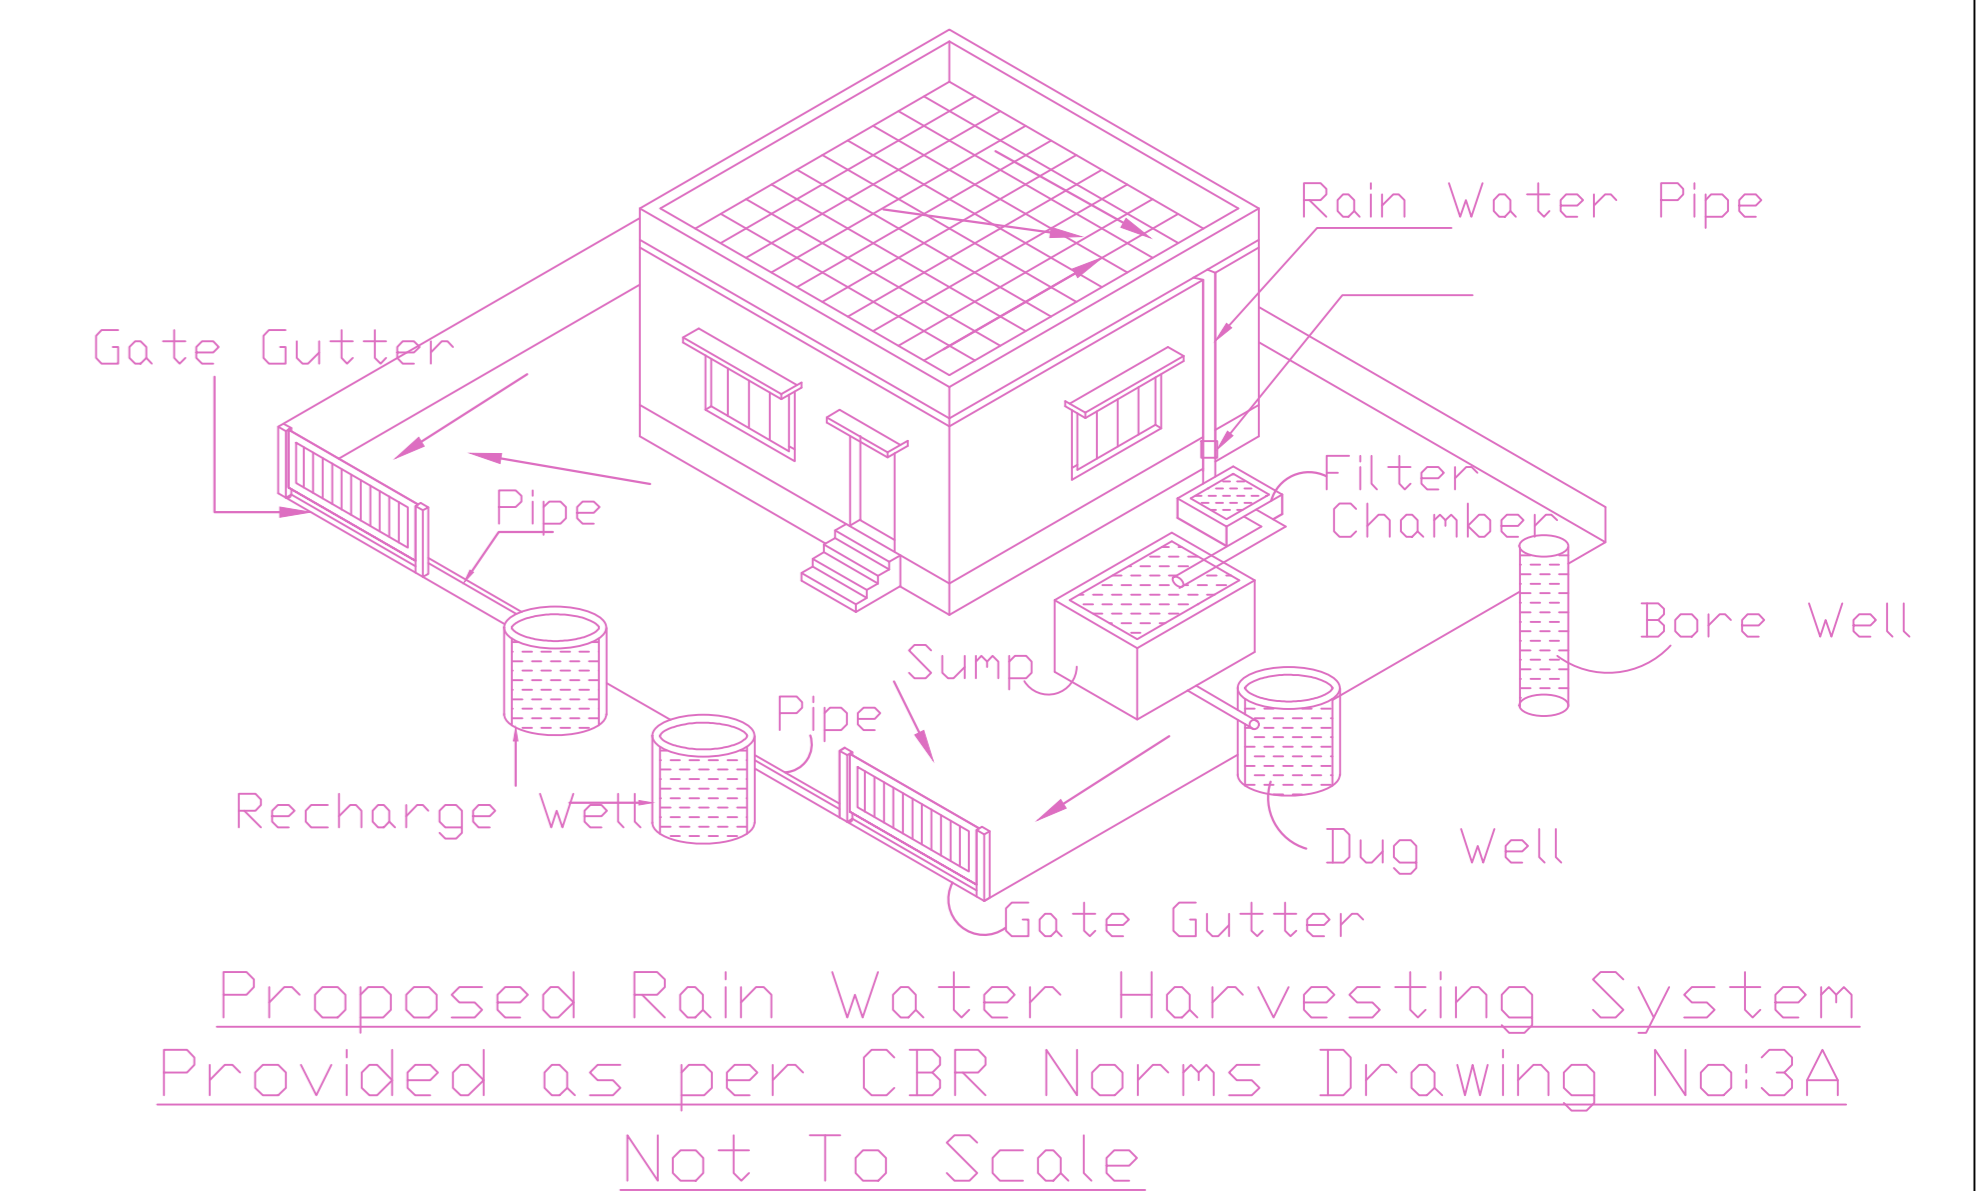 Rain Water Pipe
Gate Gutter
Filter
Chamber
Pipe
Bore Well
Sump
Pipe
Recharge Well
Dug Well
Gate Gutter
Proposed Rain Water Harvesting System
Provided as per CBR Norms Drawing No:3A
Not To Scale